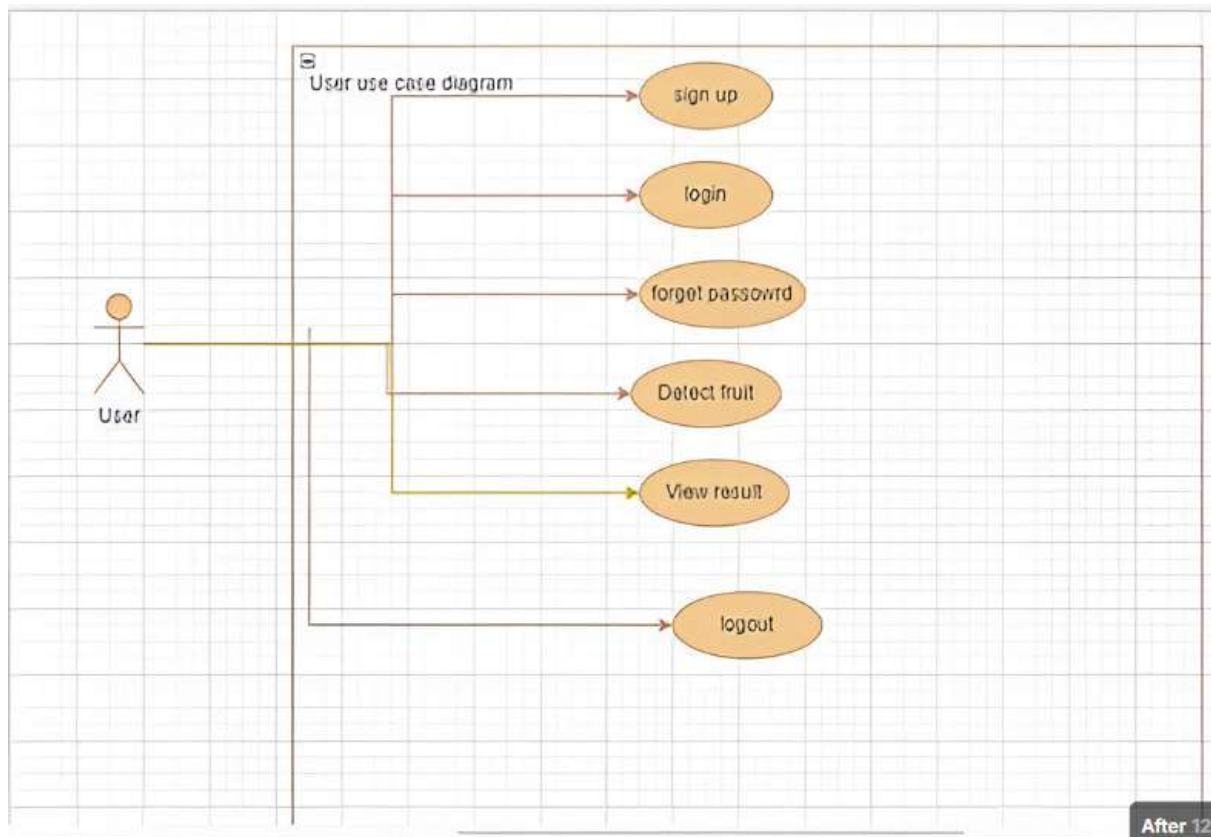 User use case diagram
sign up
login
forget passowrd
Detect fruit
User
View result
logout
After 12